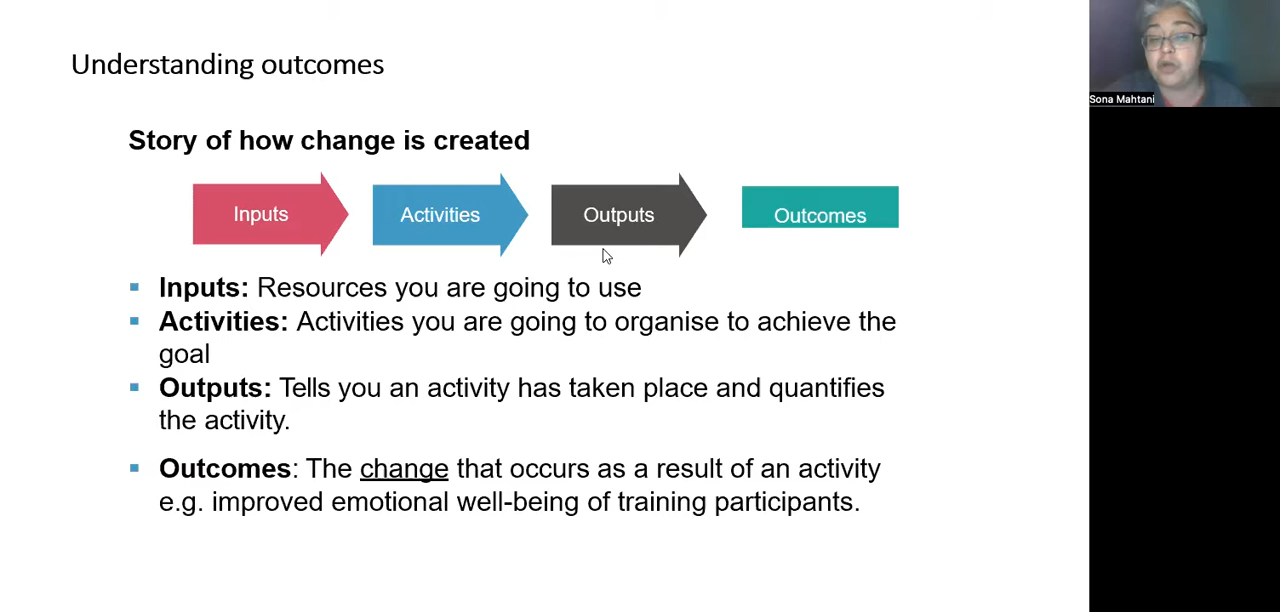 Understanding outcomes
Sona Mahtani
Story of how change is created
Inputs
Activities
Outputs
Outcomes
Inputs: Resources you are going to use
Activities: Activities you are going to organise to achieve the
goal
Outputs: Tells you an activity has taken place and quantifies
the activity.
Outcomes: The change that occurs as a result of an activity
e.g. improved emotional well-being of training participants.